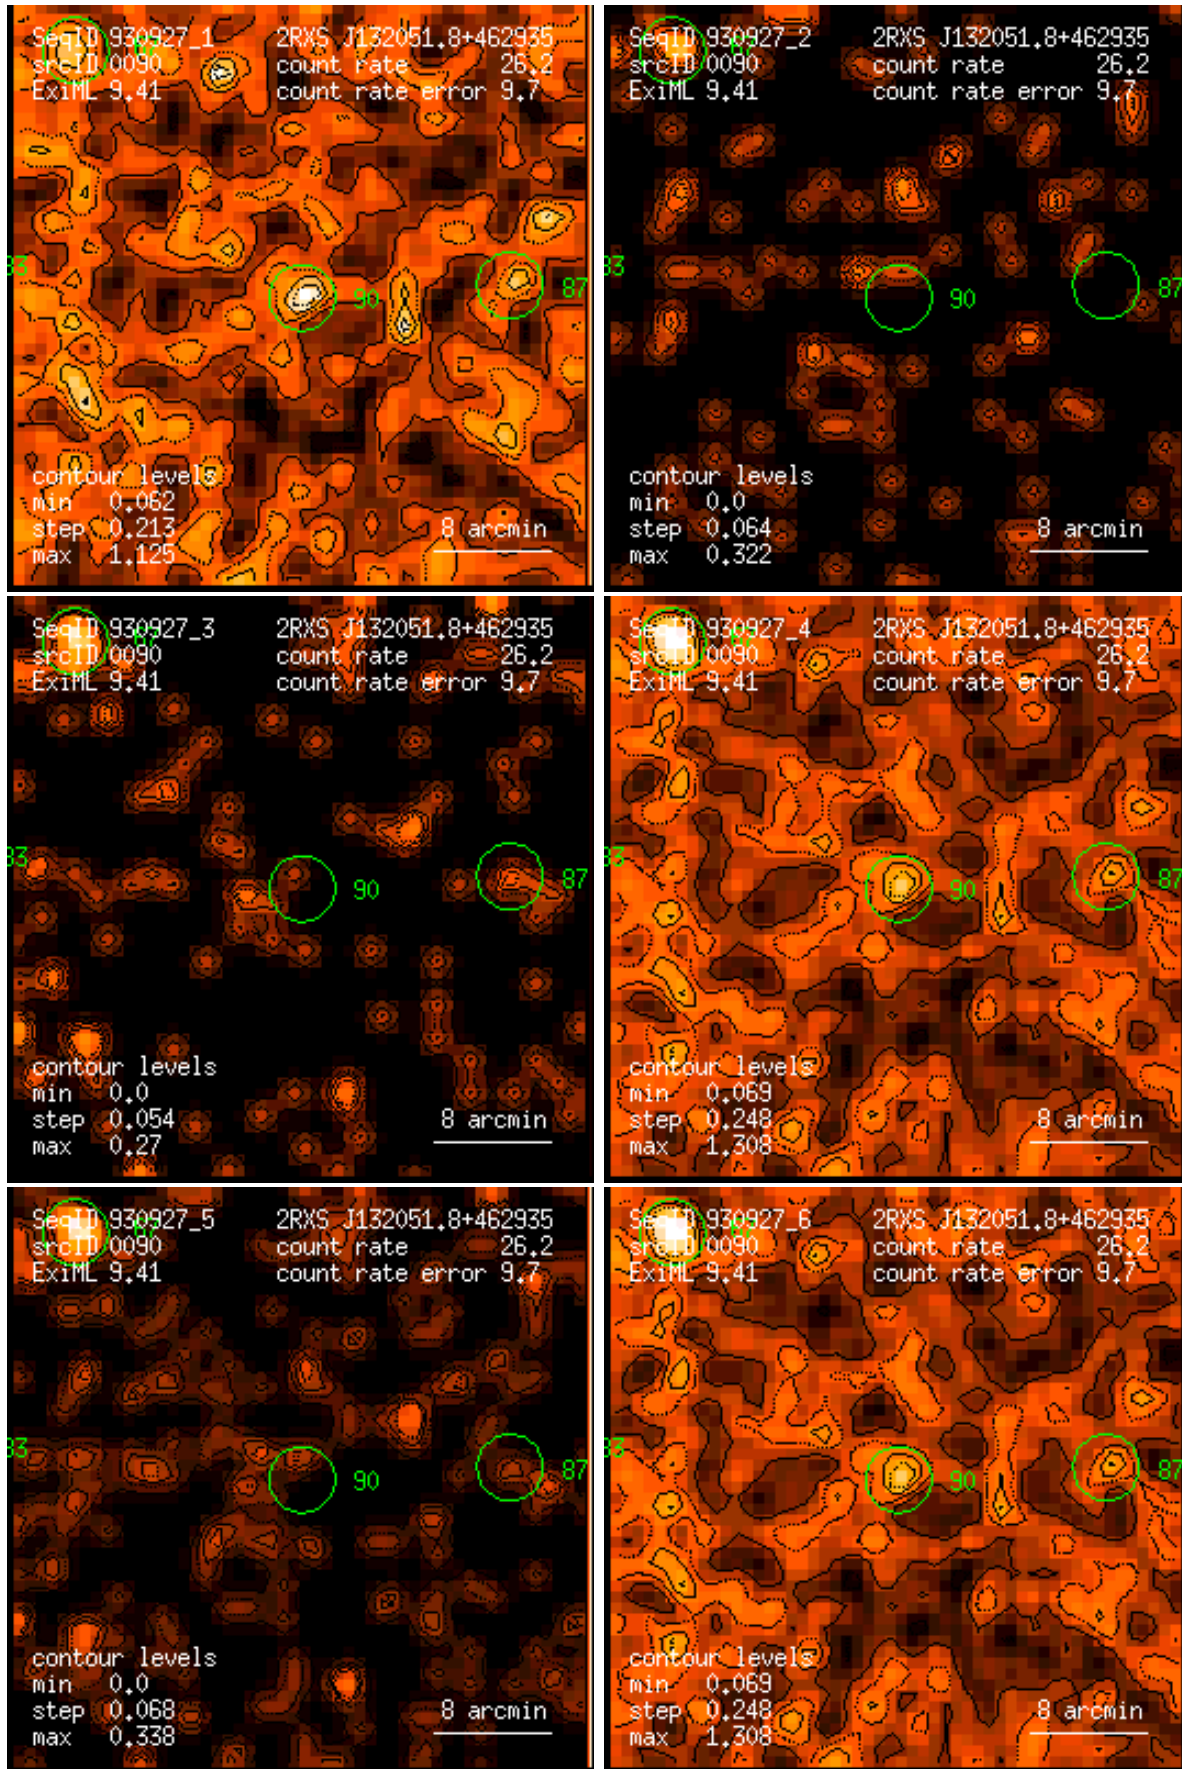 SeqID 930927_1 2RXS J132051.8+462935
srcID 0090 count rate 26.2
ExiML 9.41 count rate error 9.7
83
90
87
contour levels
min 0.062
step 0.213
max 1.125
8 arcmin
SeqID 930927_2 2RXS J132051.8+462935
srcID 0090 count rate 26.2
ExiML 9.41 count rate error 9.7
83
90
87
contour levels
min 0.0
step 0.064
max 0.322
8 arcmin
SeqID 930927_3 2RXS J132051.8+462935
srcID 0090 count rate 26.2
ExiML 9.41 count rate error 9.7
83
90
87
contour levels
min 0.0
step 0.054
max 0.27
8 arcmin
SeqID 930927_4 2RXS J132051.8+462935
srcID 0090 count rate 26.2
ExiML 9.41 count rate error 9.7
83
90
87
contour levels
min 0.069
step 0.248
max 1.308
8 arcmin
SeqID 930927_5 2RXS J132051.8+462935
srcID 0090 count rate 26.2
ExiML 9.41 count rate error 9.7
83
90
87
contour levels
min 0.0
step 0.068
max 0.338
8 arcmin
SeqID 930927_6 2RXS J132051.8+462935
srcID 0090 count rate 26.2
ExiML 9.41 count rate error 9.7
83
90
87
contour levels
min 0.069
step 0.248
max 1.308
8 arcmin